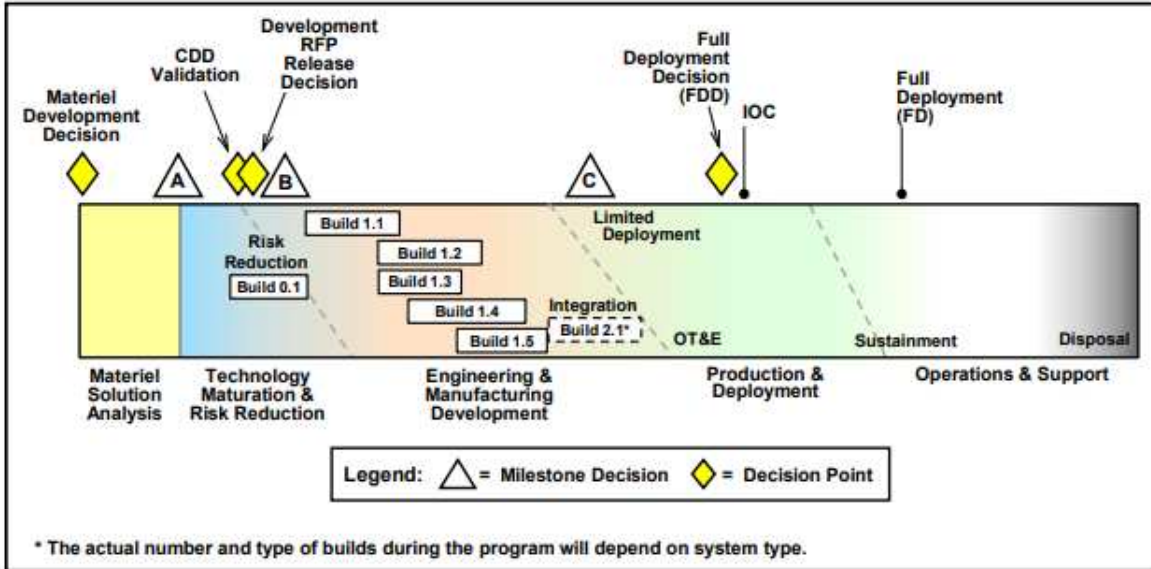 Materiel
Development
Decision
CDD
Validation
Development
RFP
Release
Decision
Full
Deployment
Decision
(FDD)
IOC
Full
Deployment
(FD)
A
B
C
Build 1.1
Limited
Deployment
Risk
Reduction
Build 1.2
Build 0.1
Build 1.3
Build 1.4
Integration
Build 2.1*
Build 1.5
OT&E
Sustainment
Disposal
Materiel
Solution
Analysis
Technology
Maturation &
Risk Reduction
Engineering &
Manufacturing
Development
Production &
Deployment
Operations & Support
Legend: = Milestone Decision = Decision Point
* The actual number and type of builds during the program will depend on system type.